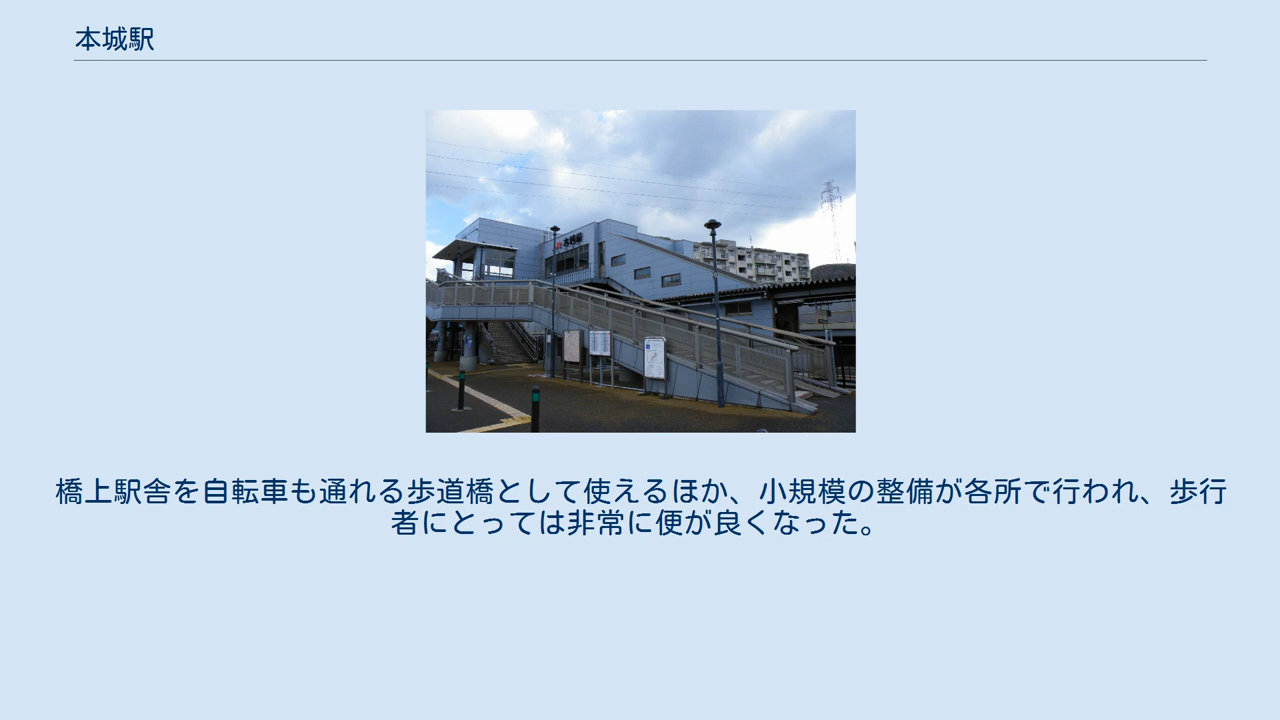 本城駅
本城駅
橋上駅舎を自転車も通れる歩道橋として使えるほか、小規模の整備が各所で行われ、歩行
者にとっては非常に便が良くなった。